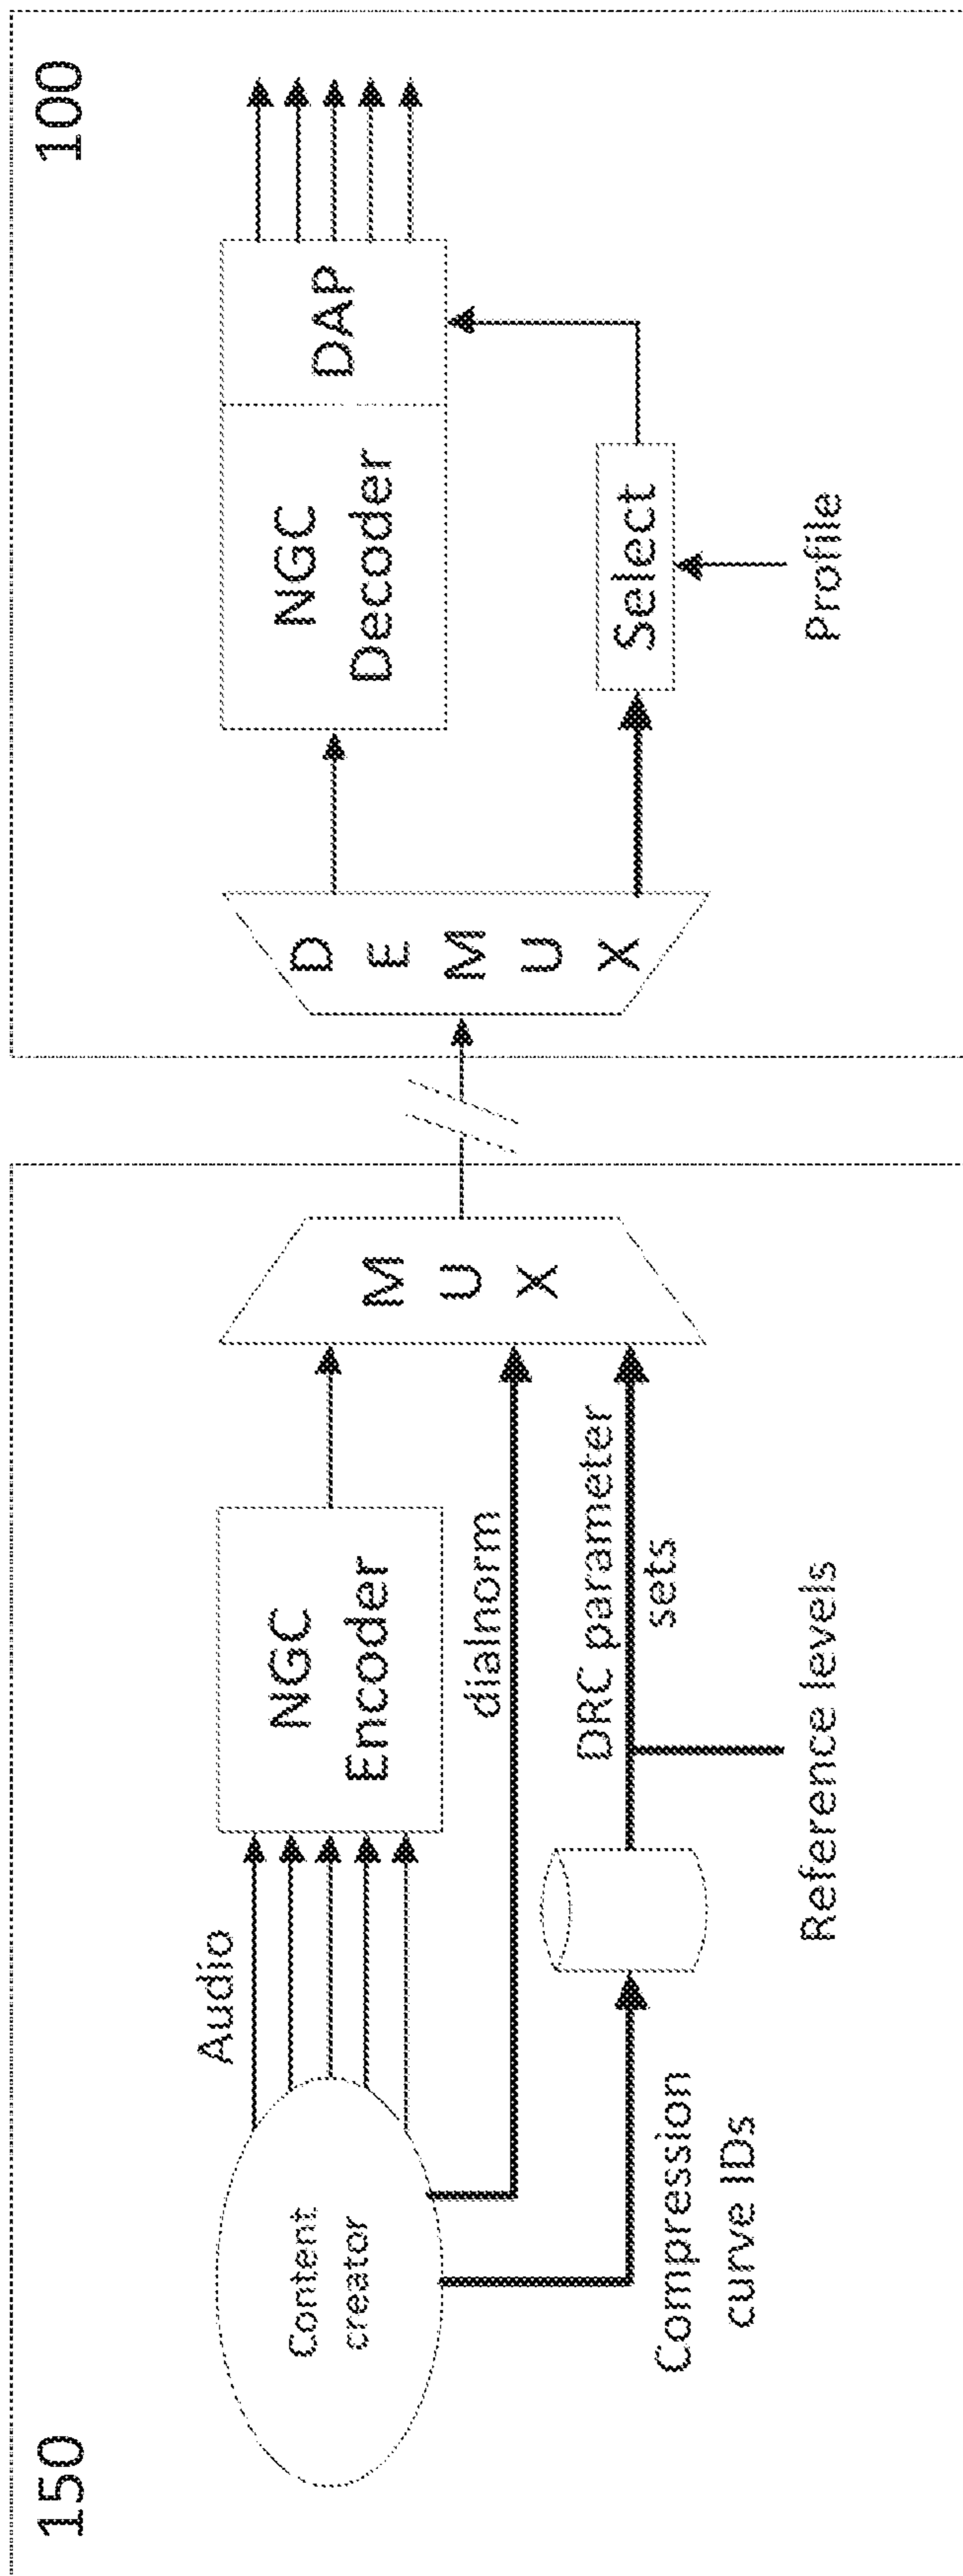 150
Content
creator
Audio
NGC
Encoder
dialnorm
Compression
curve IDs
DRC parameter
sets
Reference levels
M
U
X
100
D
E
M
U
X
NGC
Decoder
DAP
Select
Profile